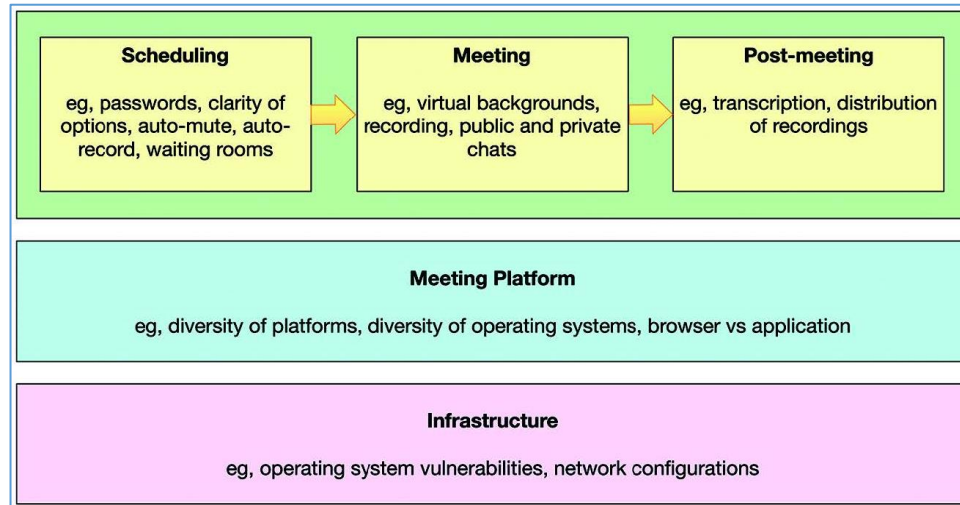 Scheduling
eg, passwords, clarity of
options, auto-mute, auto-
record, waiting rooms
Meeting
eg, virtual backgrounds,
recording, public and private
chats
Post-meeting
eg, transcription, distribution
of recordings
Meeting Platform
eg, diversity of platforms, diversity of operating systems, browser vs application
Infrastructure
eg, operating system vulnerabilities, network configurations